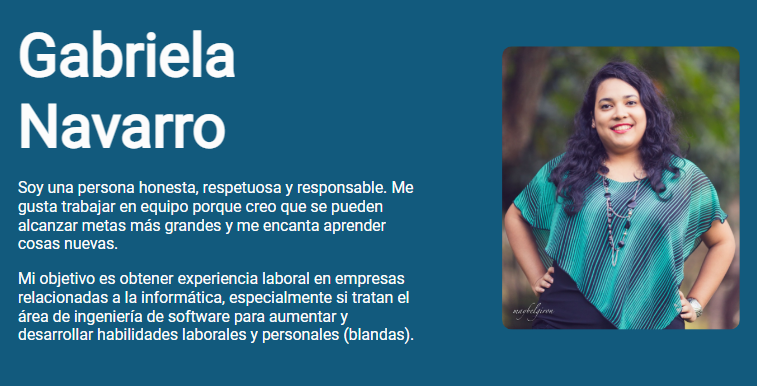 Gabriela
Navarro
Soy una persona honesta, respetuosa y responsable. Me
gusta trabajar en equipo porque creo que se pueden
alcanzar metas más grandes y me encanta aprender
cosas nuevas.
Mi objetivo es obtener experiencia laboral en empresas
relacionadas a la informática, especialmente si tratan el
área de ingeniería de software para aumentar y
desarrollar habilidades laborales y personales (blandas).
maybelgiron